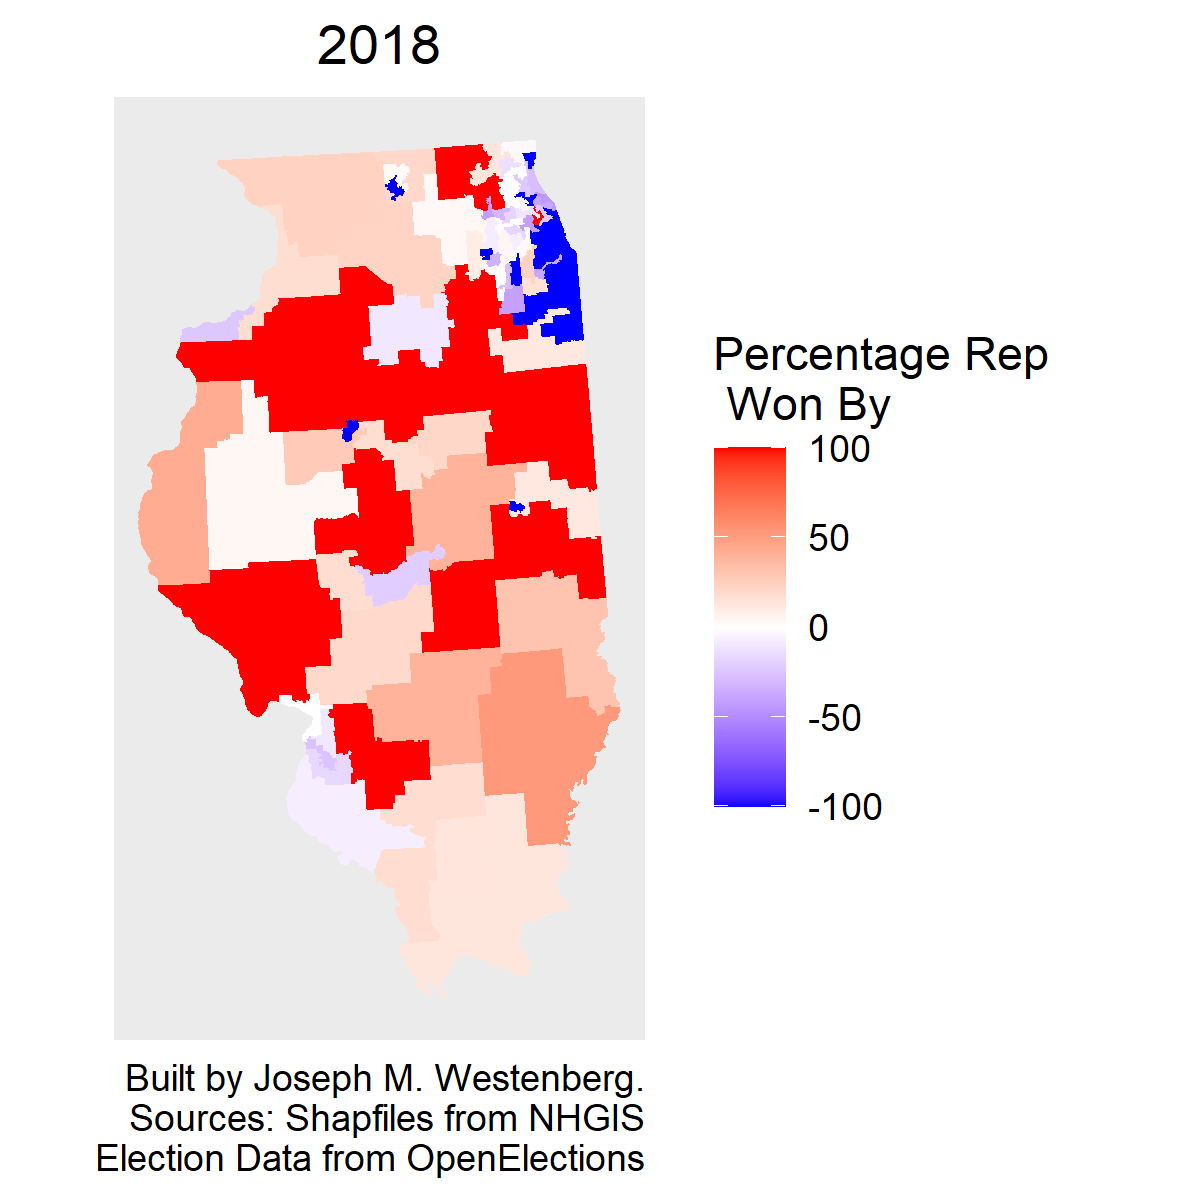 2018
Percentage Rep
Won By
100
50
0
-50
-100
Built by Joseph M. Westenberg.
Sources: Shapfiles from NHGIS
Election Data from OpenElections